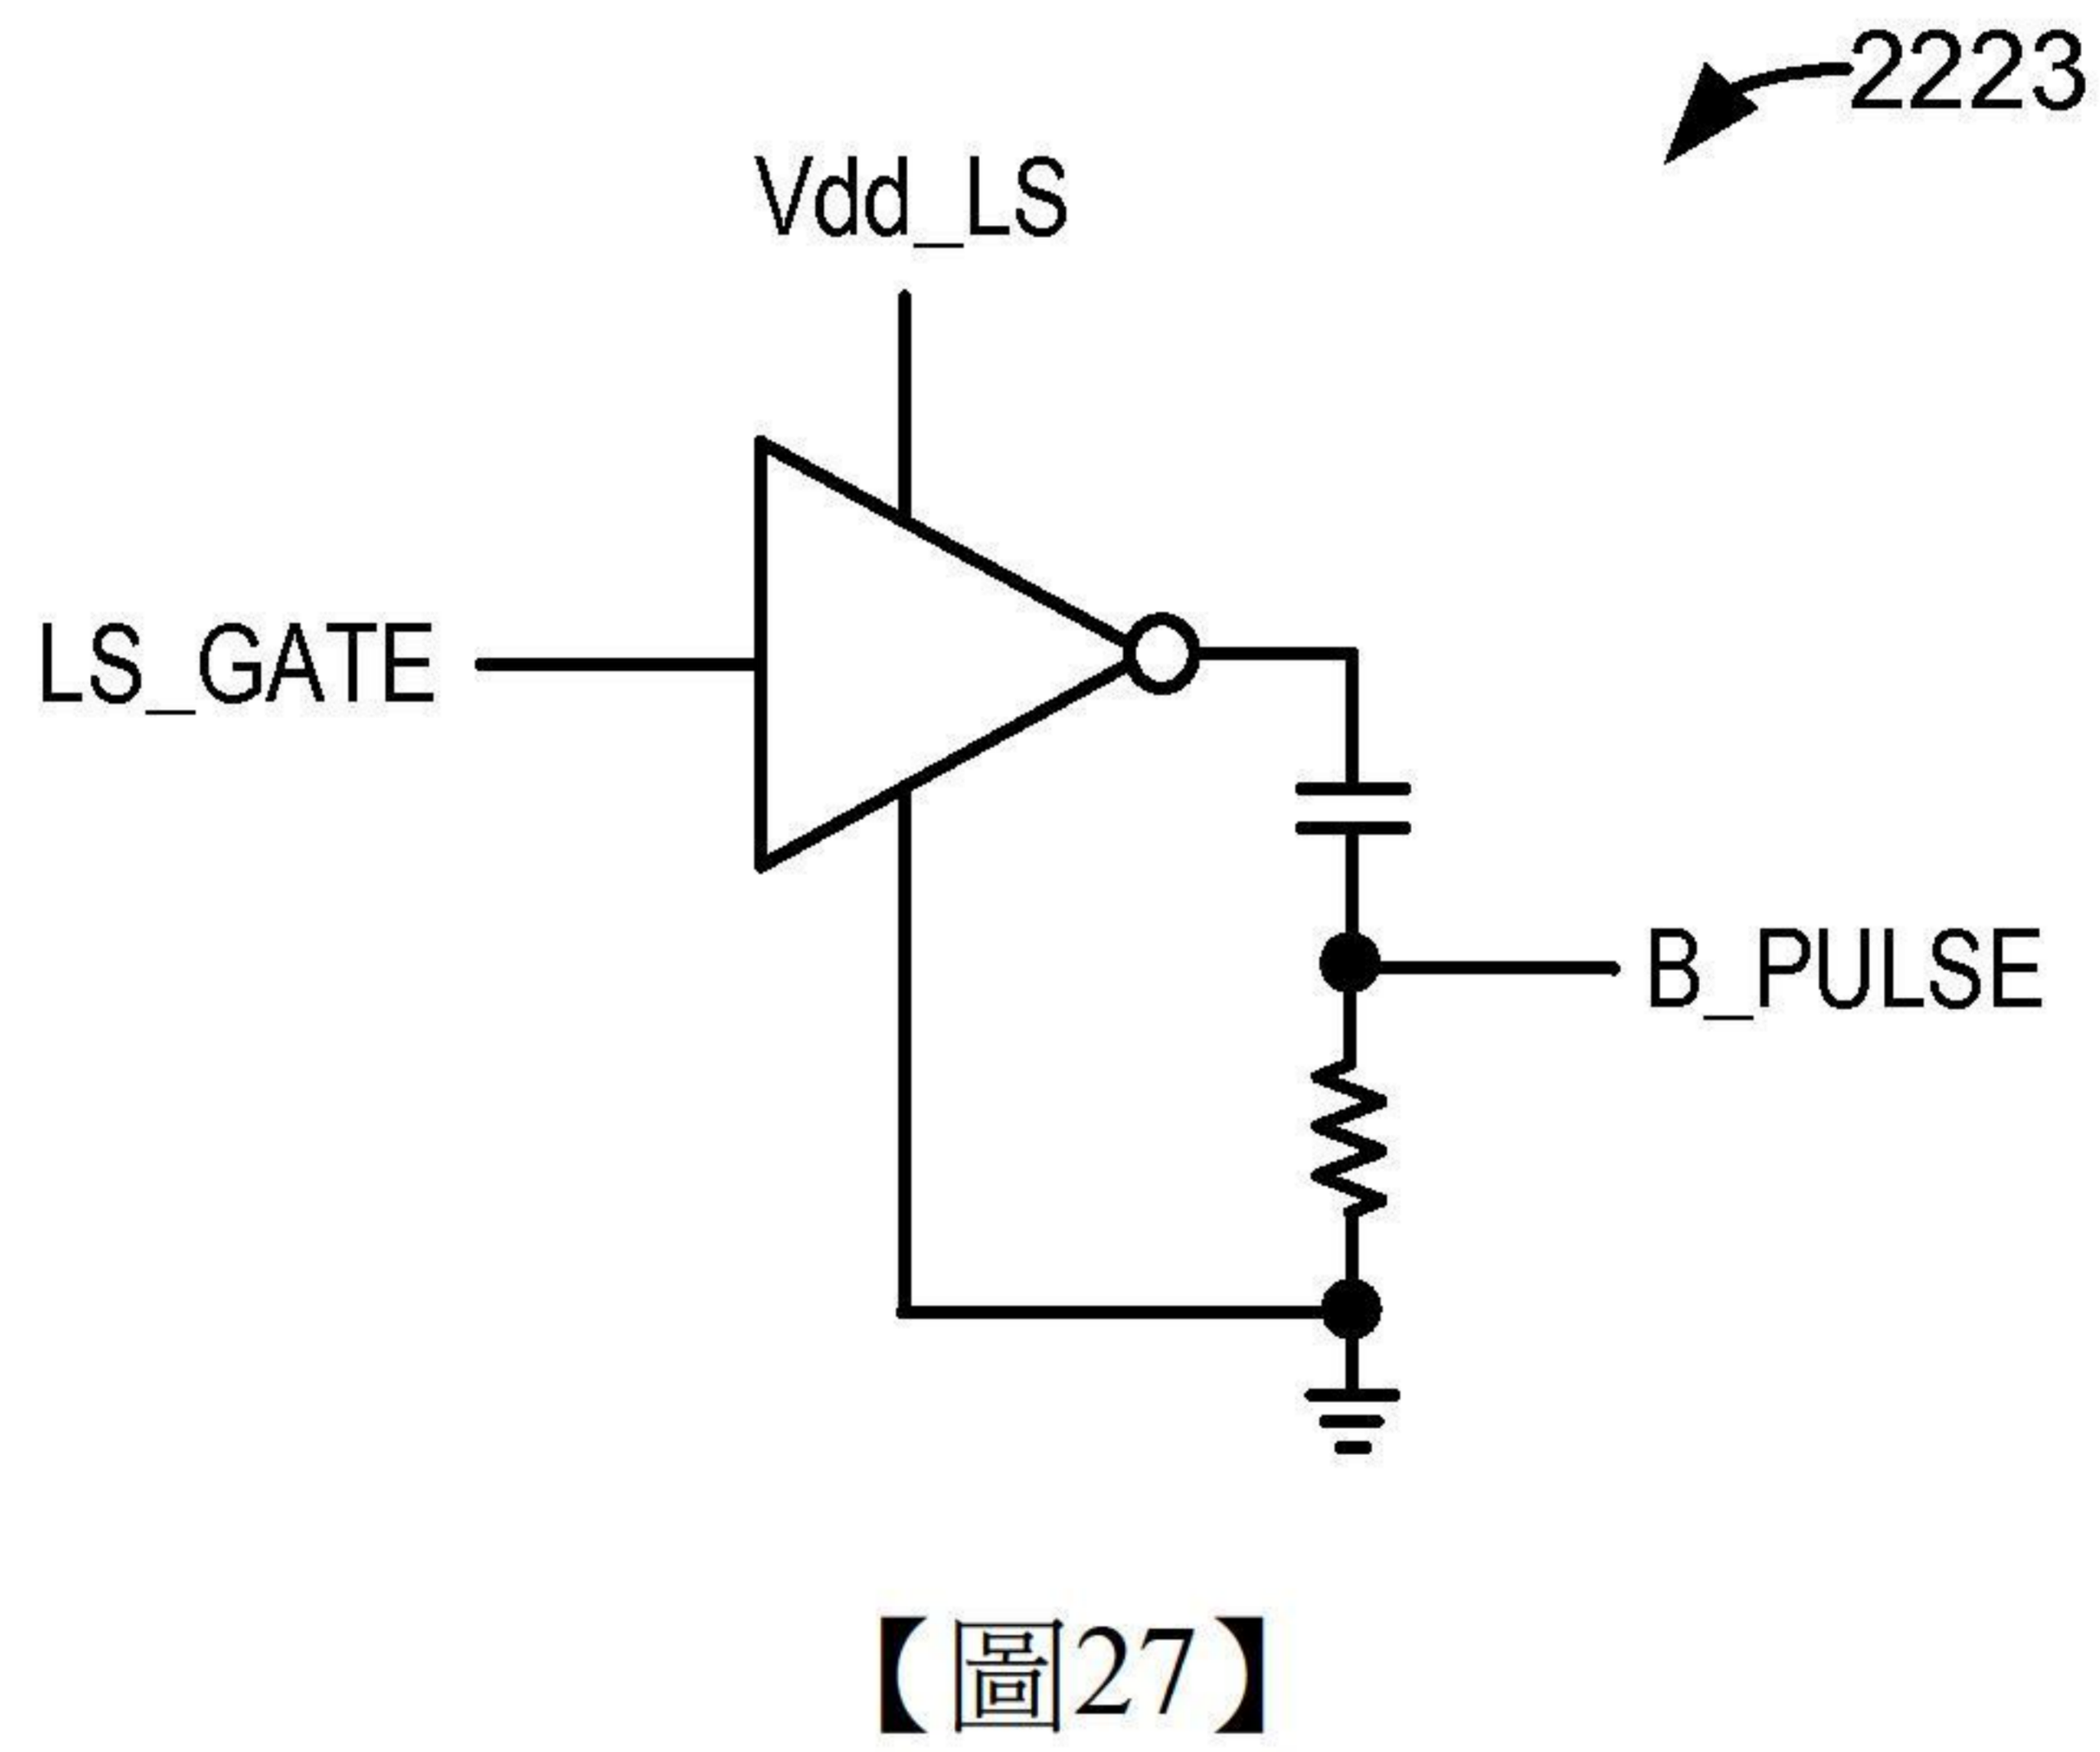 2223
Vdd_LS
LS_GATE
B_PULSE
【圖27】